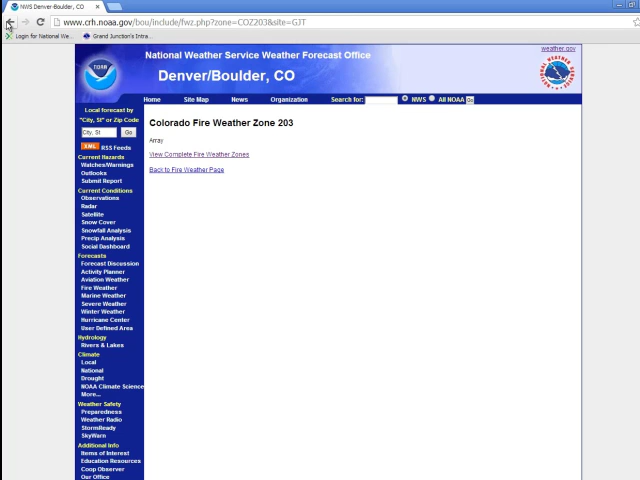 NWS Denver-Boulder, CO
www.crh.noaa.gov/bou/include/fwz.php?zone=COZ203&site=GJT
Login for National We...
Grand Junction's Intra...
weather.gov
National Weather Service Weather Forecast Office
NOAA
Denver/Boulder, CO
Home Site Map News Organization Search for: NWS All NOAA Go
Local forecast by
"City, St" or Zip Code
City, St Go
XML RSS Feeds
Current Hazards
Watches/Warnings
Outlooks
Submit Report
Current Conditions
Observations
Radar
Satellite
Snow Cover
Snowfall Analysis
Precip Analysis
Social Dashboard
Forecasts
Forecast Discussion
Activity Planner
Aviation Weather
Fire Weather
Marine Weather
Severe Weather
Winter Weather
Hurricane Center
User Defined Area
Hydrology
Rivers & Lakes
Climate
Local
National
Drought
NOAA Climate Science
More...
Weather Safety
Preparedness
Weather Radio
StormReady
SkyWarn
Additional Info
Items of Interest
Education Resources
Coop Observer
Our Office
Colorado Fire Weather Zone 203
Array
View Complete Fire Weather Zones
Back to Fire Weather Page